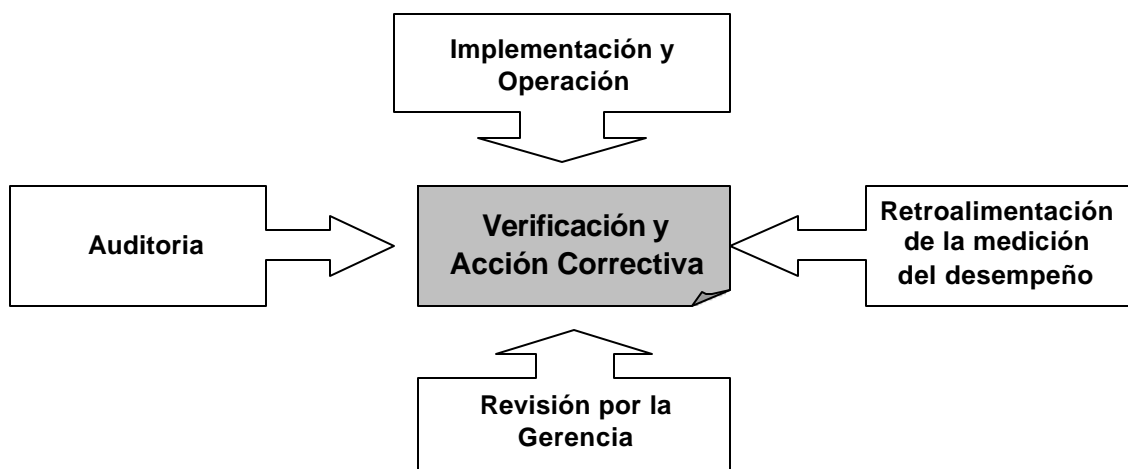 Implementación y
Operación
Auditoria
Verificación y
Acción Correctiva
Retroalimentación
de la medición
del desempeño
Revisión por la
Gerencia